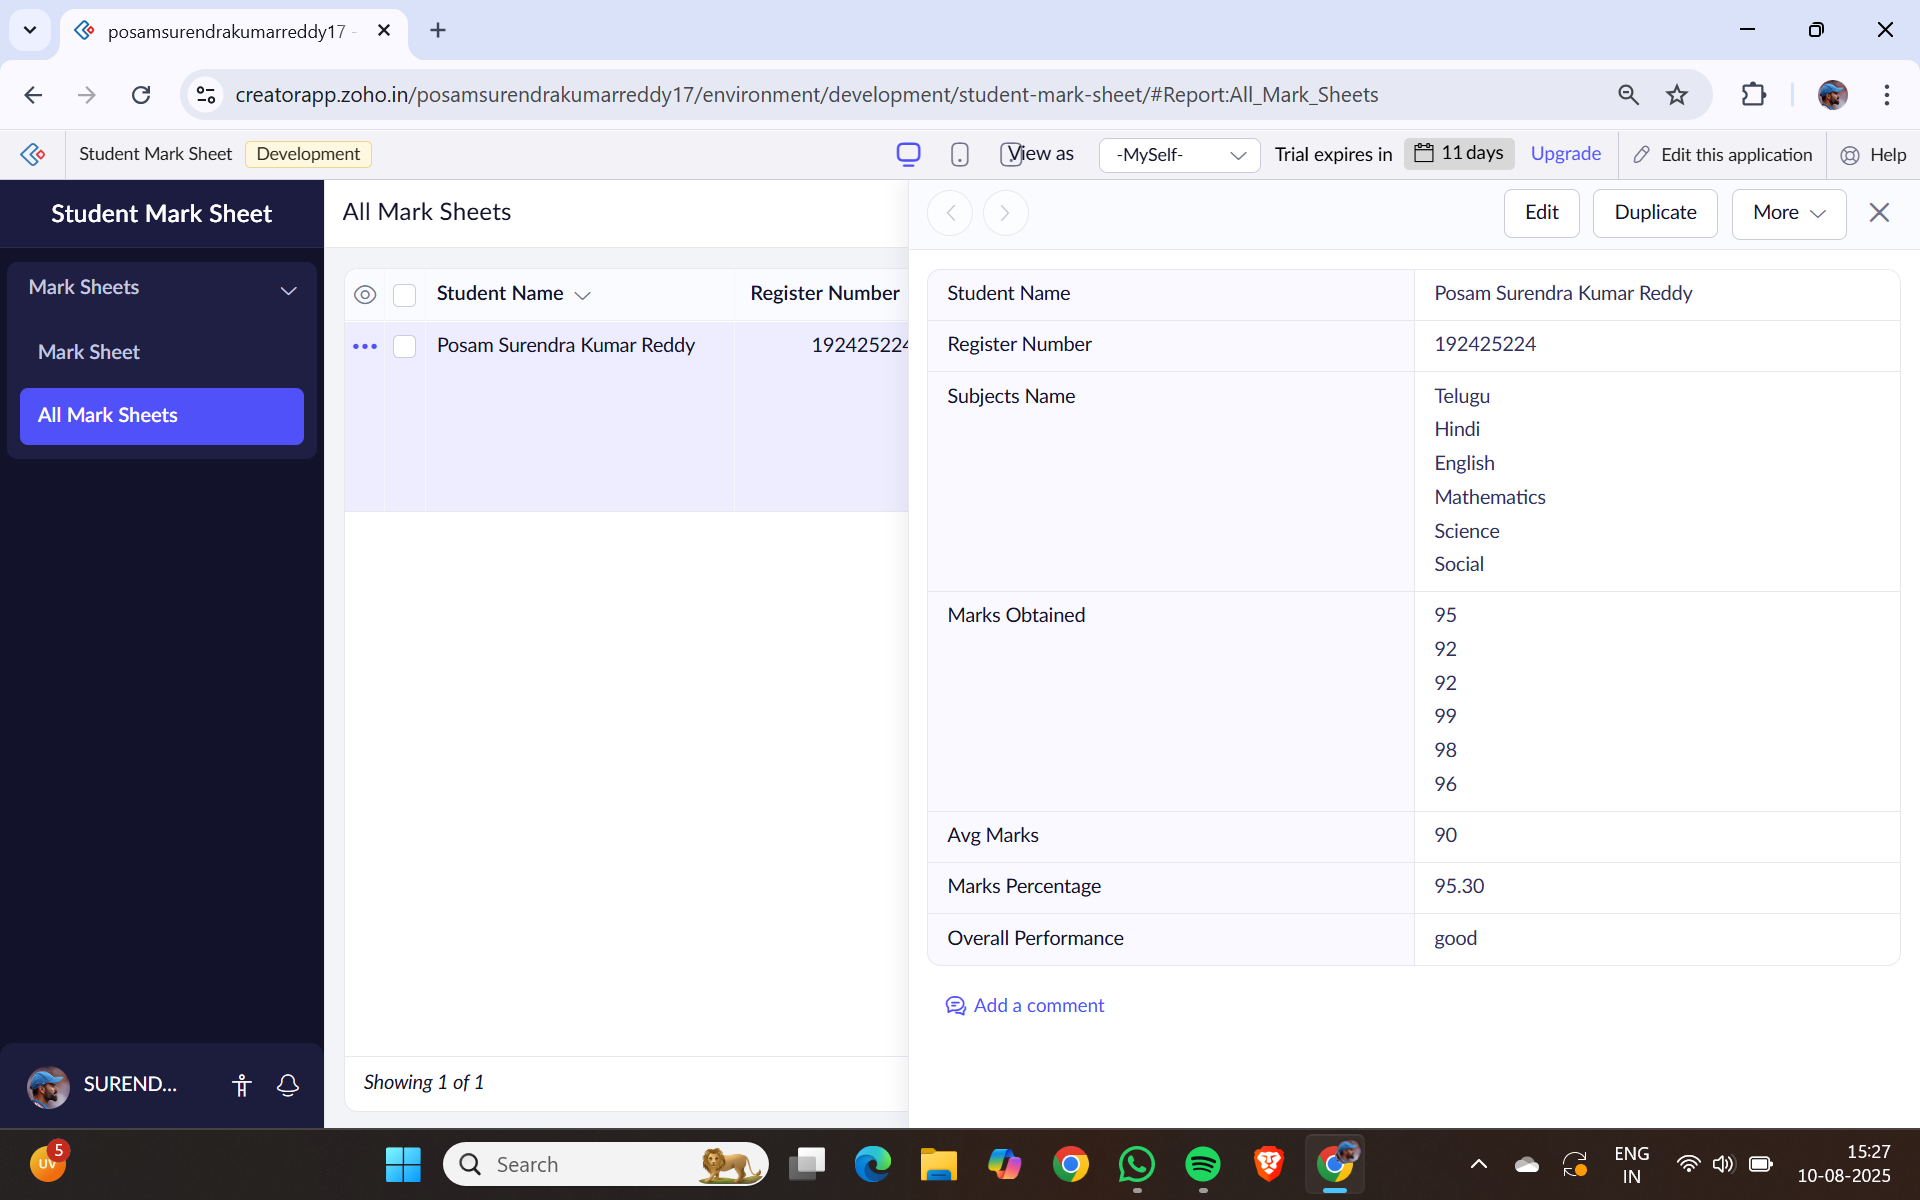 posamsurendrakumarreddy17 -
creatorapp.zoho.in/posamsurendrakumarreddy17/environment/development/student-mark-sheet/#Report:All_Mark_Sheets
Student Mark Sheet Development View as -MySelf- Trial expires in 11 days Upgrade Edit this application Help
Student Mark Sheet
Mark Sheets
Mark Sheet
All Mark Sheets
SUREND...
All Mark Sheets
Student Name Register Number
Posam Surendra Kumar Reddy 192425224
Showing 1 of 1
Edit Duplicate More
Student Name Posam Surendra Kumar Reddy
Register Number 192425224
Subjects Name Telugu
Hindi
English
Mathematics
Science
Social
Marks Obtained 95
92
92
99
98
96
Avg Marks 90
Marks Percentage 95.30
Overall Performance good
Add a comment
UV 5
Search
ENG
IN
15:27
10-08-2025